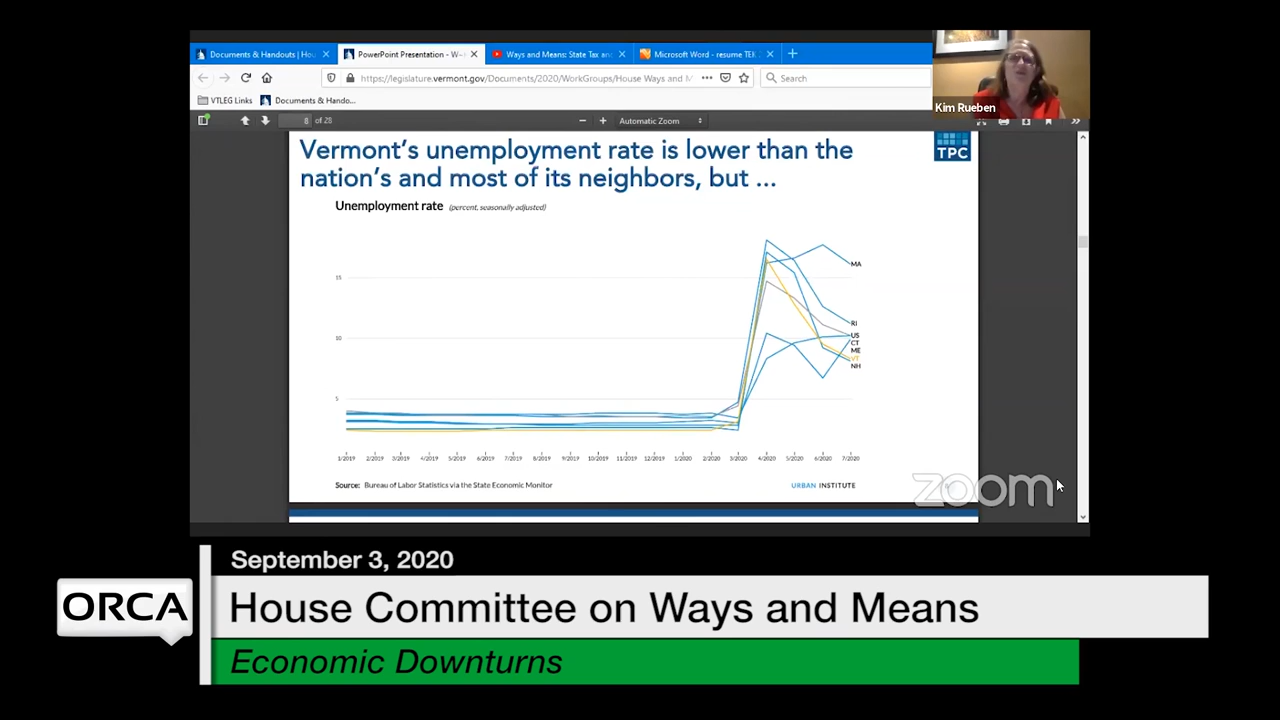 Documents & Handouts | Hou
PowerPoint Presentation - W
Ways and Means: State Tax an
Microsoft Word - resume TEK
https://legislature.vermont.gov/Documents/2020/WorkGroups/House Ways and M
Search
VTLEG Links
Documents & Hando...
8 of 28
Automatic Zoom
Kim Rueben
Vermont's unemployment rate is lower than the
nation's and most of its neighbors, but ...
TPC
Unemployment rate (percent, seasonally adjusted)
MA
15
RI
US
10
CT
ME
VT
NH
5
1/2019 2/2019 3/2019 4/2019 5/2019 6/2019 7/2019 8/2019 9/2019 10/2019 11/2019 12/2019 1/2020 2/2020 3/2020 4/2020 5/2020 6/2020 7/2020
Source: Bureau of Labor Statistics via the State Economic Monitor
URBAN INSTITUTE
zoom
September 3, 2020
ORCA
House Committee on Ways and Means
Economic Downturns